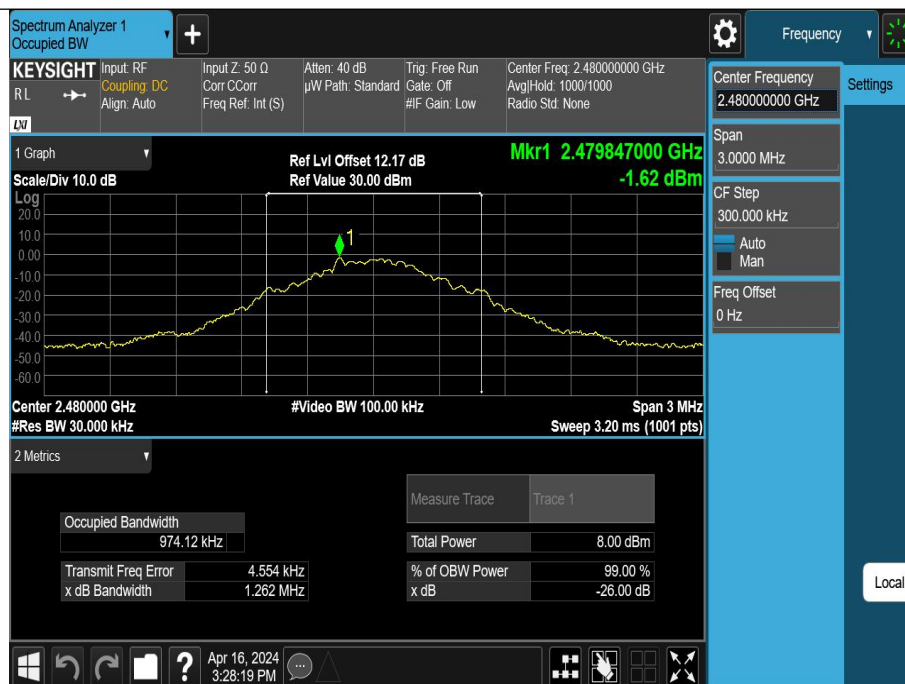 Spectrum Analyzer 1
Occupied BW
Frequency
KEYSIGHT
RL
LXI
Input: RF
Coupling: DC
Align: Auto
Input Z: 50 Ω
Corr CCorr
Freq Ref: Int (S)
Atten: 40 dB
µW Path: Standard
Trig: Free Run
Gate: Off
#IF Gain: Low
Center Freq: 2.480000000 GHz
Avg|Hold: 1000/1000
Radio Std: None
Center Frequency
2.480000000 GHz
Settings
Span
3.0000 MHz
CF Step
300.000 kHz
Auto
Man
Freq Offset
0 Hz
Local
1 Graph
Scale/Div 10.0 dB
Ref Lvl Offset 12.17 dB
Ref Value 30.00 dBm
Mkr1 2.479847000 GHz
-1.62 dBm
Log
20.0
10.0
0.00
-10.0
-20.0
-30.0
-40.0
-50.0
-60.0
1
Center 2.480000 GHz
#Res BW 30.000 kHz
#Video BW 100.00 kHz
Span 3 MHz
Sweep 3.20 ms (1001 pts)
2 Metrics
Measure Trace
Trace 1
Occupied Bandwidth
974.12 kHz
Total Power 8.00 dBm
Transmit Freq Error 4.554 kHz
% of OBW Power 99.00 %
x dB Bandwidth 1.262 MHz
x dB -26.00 dB
?
Apr 16, 2024
3:28:19 PM